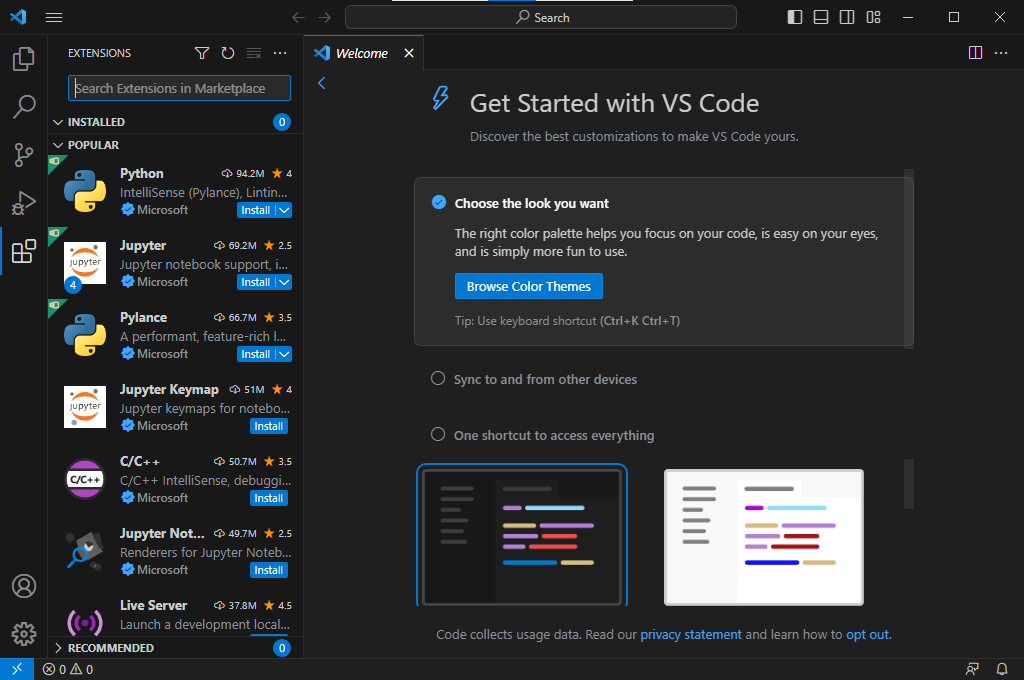 Search
EXTENSIONS
Welcome
Search Extensions in Marketplace
INSTALLED
0
POPULAR
Python
94.2M
4
IntelliSense (Pylance), Lintin...
Microsoft
Install
Jupyter
69.2M
2.5
Jupyter notebook support, i...
jupyter
4
Microsoft
Install
Pylance
66.7M
3.5
A performant, feature-rich l...
Microsoft
Install
Jupyter Keymap
51M
4
Jupyter keymaps for notebo...
jupyter
Microsoft
Install
C/C++
50.7M
3.5
C/C++ IntelliSense, debuggi...
C/C++
Microsoft
Install
Jupyter Not...
49.7M
2.5
Renderers for Jupyter Noteb...
Microsoft
Install
Live Server
37.8M
4.5
Launch a development local...
RECOMMENDED
0
Get Started with VS Code
Discover the best customizations to make VS Code yours.
Choose the look you want
The right color palette helps you focus on your code, is easy on your eyes,
and is simply more fun to use.
Browse Color Themes
Tip: Use keyboard shortcut (Ctrl+K Ctrl+T)
Sync to and from other devices
One shortcut to access everything
Code collects usage data. Read our privacy statement and learn how to opt out.
0
0